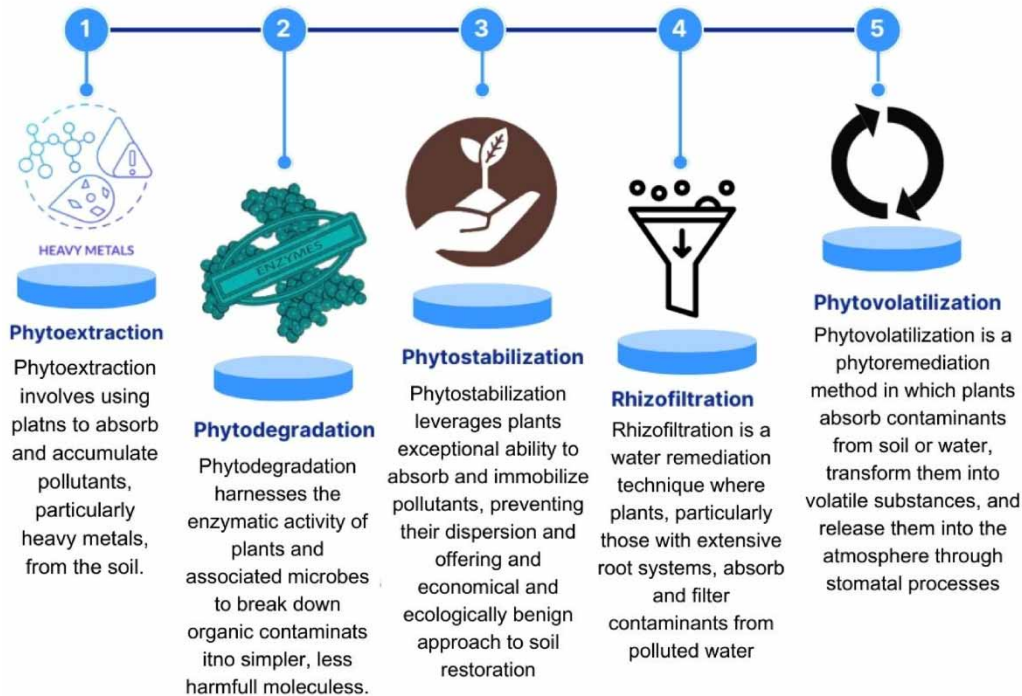 1
2
3
4
5
HEAVY METALS
Phytoextraction
Phytoextraction
involves using
platns to absorb
and accumulate
pollutants,
particularly
heavy metals,
from the soil.
ENZYMES
Phytodegradation
Phytodegradation
harnesses the
enzymatic activity of
plants and
associated microbes
to break down
organic contaminats
itno simpler, less
harmfull moleculess.
Phytostabilization
Phytostabilization
leverages plants
exceptional ability to
absorb and immobilize
pollutants, preventing
their dispersion and
offering and
economical and
ecologically benign
approach to soil
restoration
Rhizofiltration
Rhizofiltration is a
water remediation
technique where
plants, particularly
those with extensive
root systems, absorb
and filter
contaminants from
polluted water
Phytovolatilization
Phytovolatilization is a
phytoremediation
method in which plants
absorb contaminants
from soil or water,
transform them into
volatile substances, and
release them into the
atmosphere through
stomatal processes